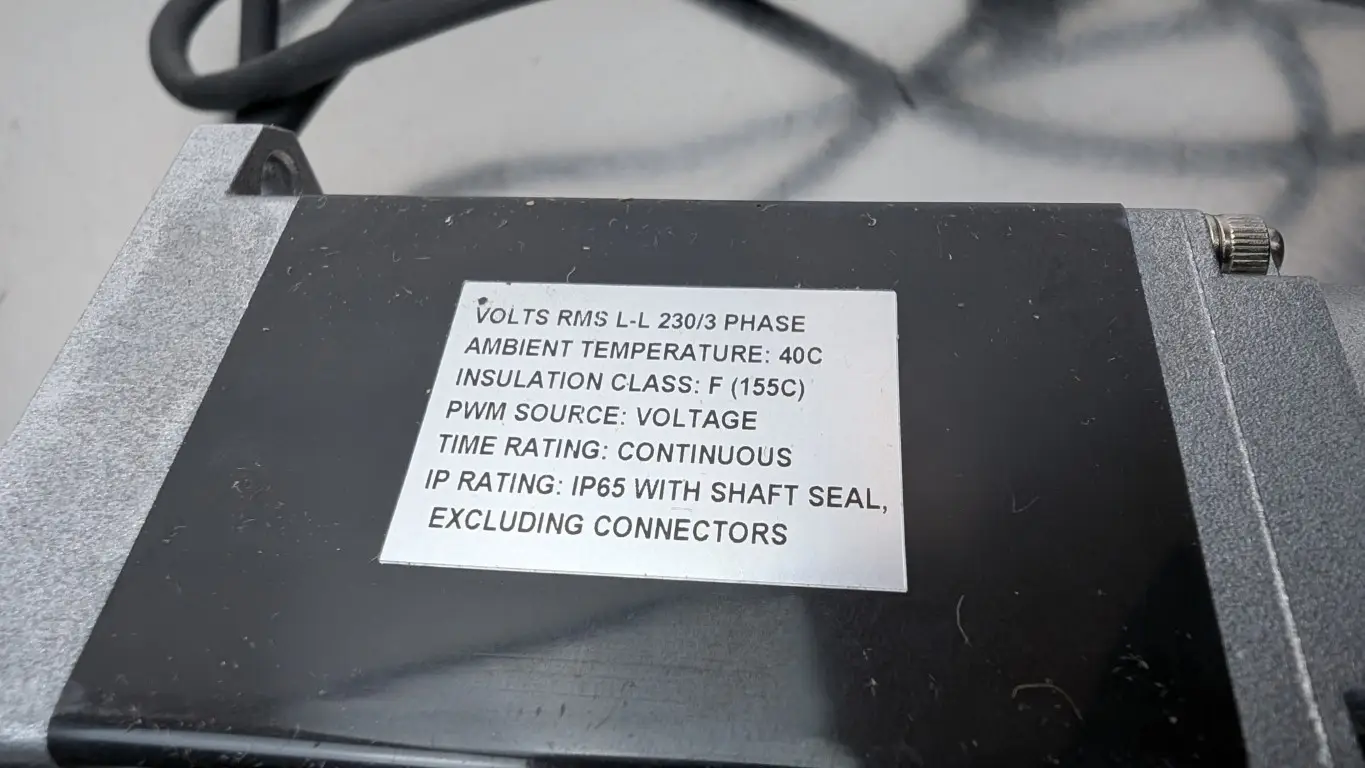 VOLTS RMS L-L 230/3 PHASE
AMBIENT TEMPERATURE: 40C
INSULATION CLASS: F (155C)
PWM SOURCE: VOLTAGE
TIME RATING: CONTINUOUS
IP RATING: IP65 WITH SHAFT SEAL,
EXCLUDING CONNECTORS